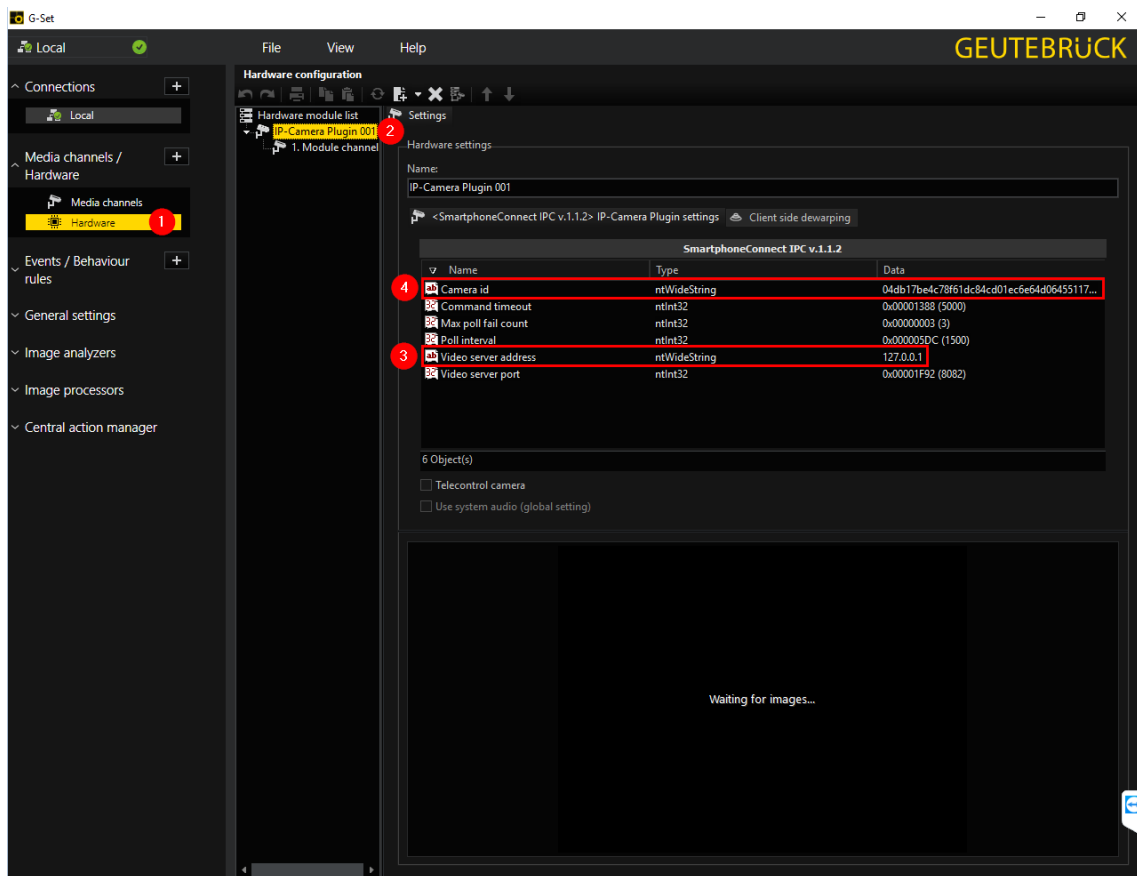 G-Set
Local
File View Help
GEUTEBRÜCK
Connections
Local
Media channels / Hardware
Media channels
Hardware 1
Events / Behaviour rules
General settings
Image analyzers
Image processors
Central action manager
Hardware configuration
Hardware module list
IP-Camera Plugin 001 2
1. Module channel
Settings
Hardware settings
Name:
IP-Camera Plugin 001
<SmartphoneConnect IPC v.1.1.2> IP-Camera Plugin settings Client side dewarping
SmartphoneConnect IPC v.1.1.2
Name Type Data
4 Camera id ntWideString 04db17be4c78f61dc84cd01ec6e64d06455117...
Command timeout ntInt32 0x00001388 (5000)
Max poll fail count ntInt32 0x00000003 (3)
Poll interval ntInt32 0x000005DC (1500)
3 Video server address ntWideString 127.0.0.1
Video server port ntInt32 0x00001F92 (8082)
6 Object(s)
Telecontrol camera
Use system audio (global setting)
Waiting for images...